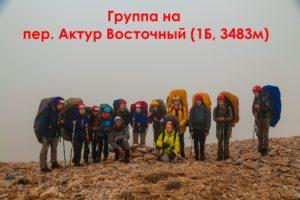 Группа на
пер. Актур Восточный (1Б, 3483м)